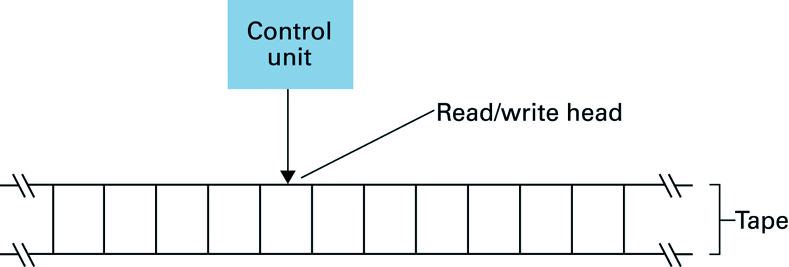 Control
unit
Read/write head
Tape